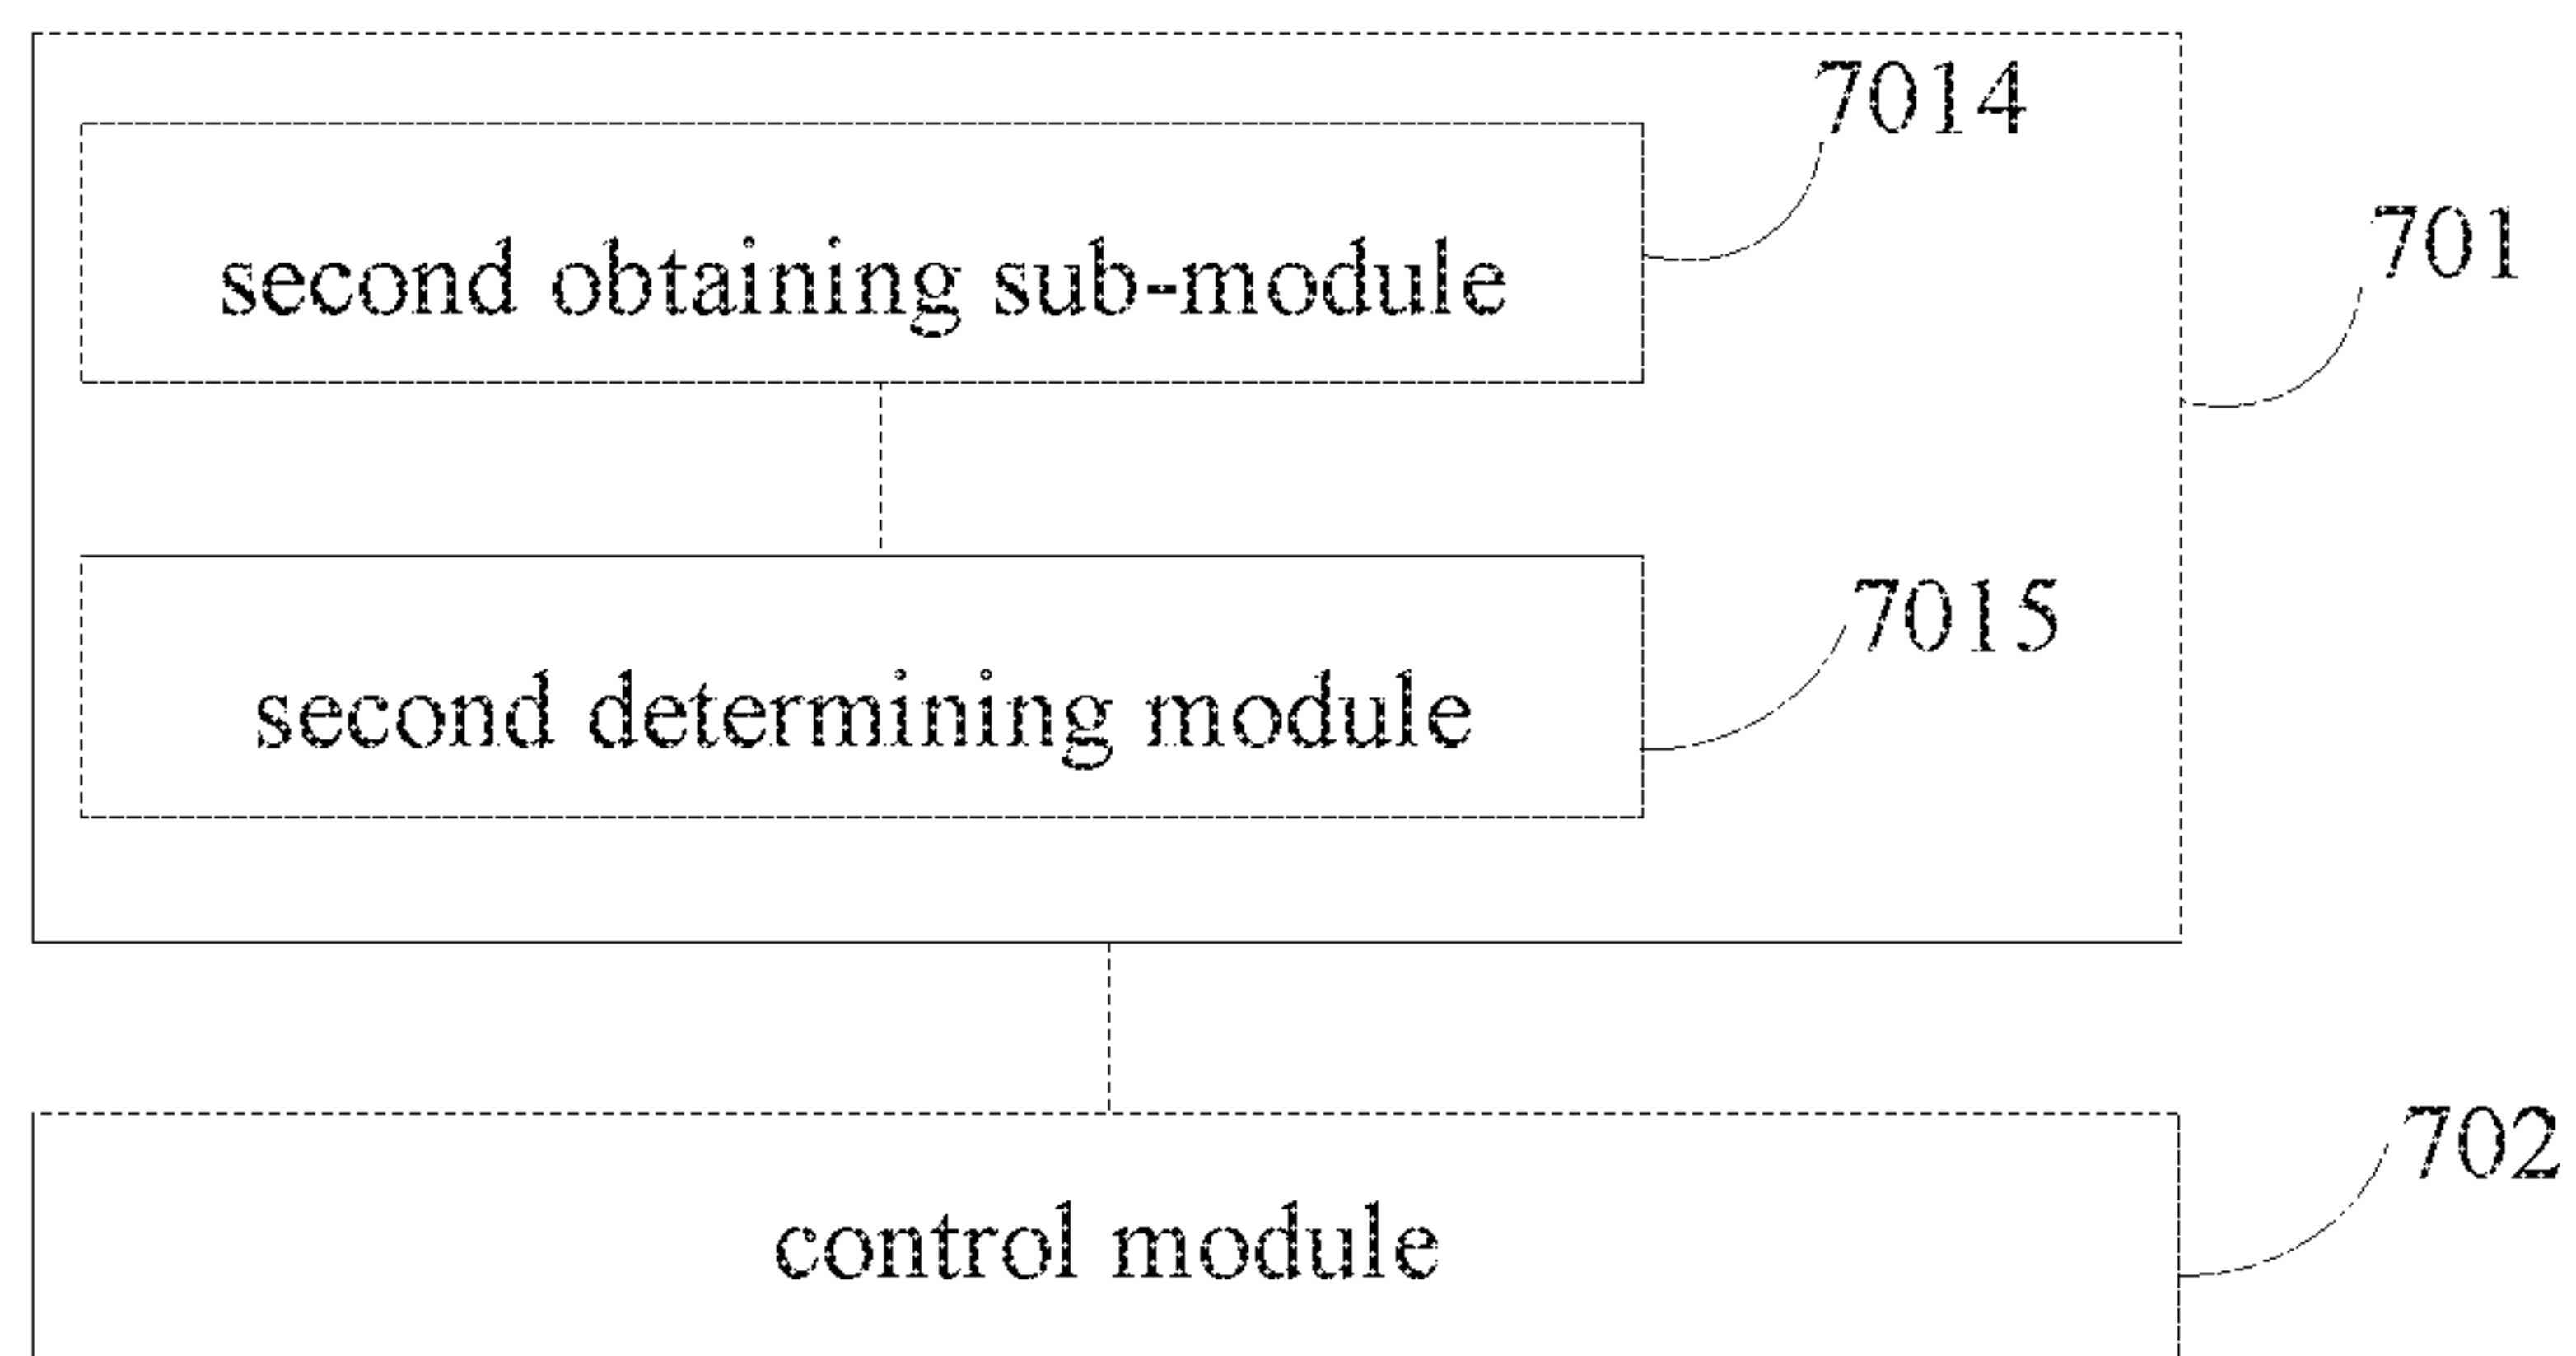 7014
second obtaining sub-module
701
7015
second determining module
702
control module